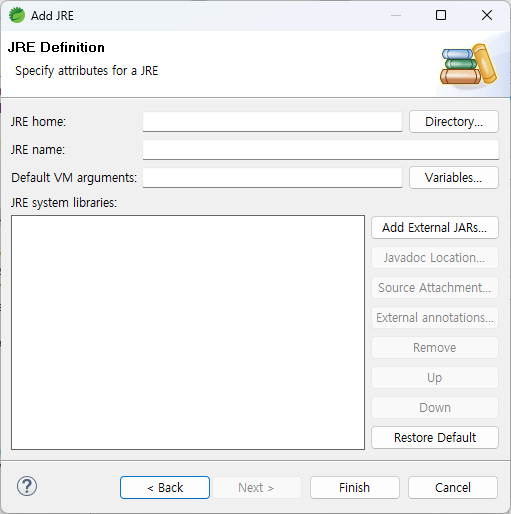 Add JRE
JRE Definition
Specify attributes for a JRE
JRE home:
Directory...
JRE name:
Default VM arguments:
Variables...
JRE system libraries:
Add External JARs...
Javadoc Location...
Source Attachment...
External annotations...
Remove
Up
Down
Restore Default
?
< Back
Next >
Finish
Cancel